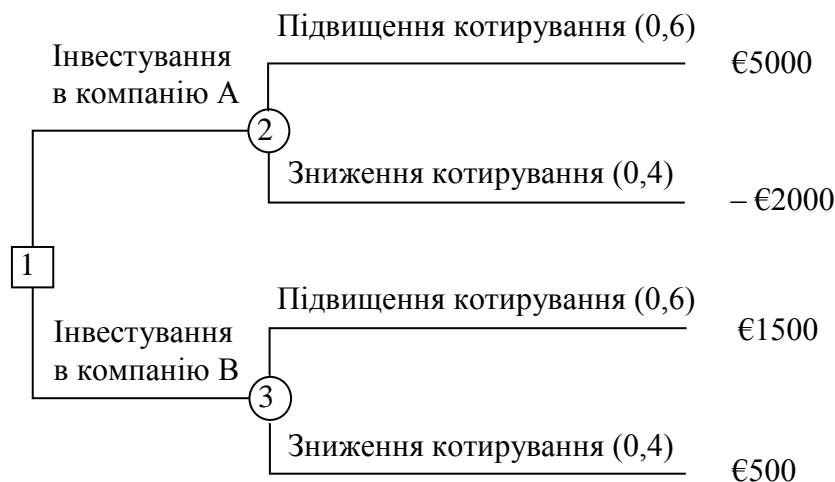 Підвищення котирування (0,6)
€5000
Інвестування
в компанію А
2
Зниження котирування (0,4)
– €2000
1
Підвищення котирування (0,6)
€1500
Інвестування
в компанію В
3
Зниження котирування (0,4)
€500